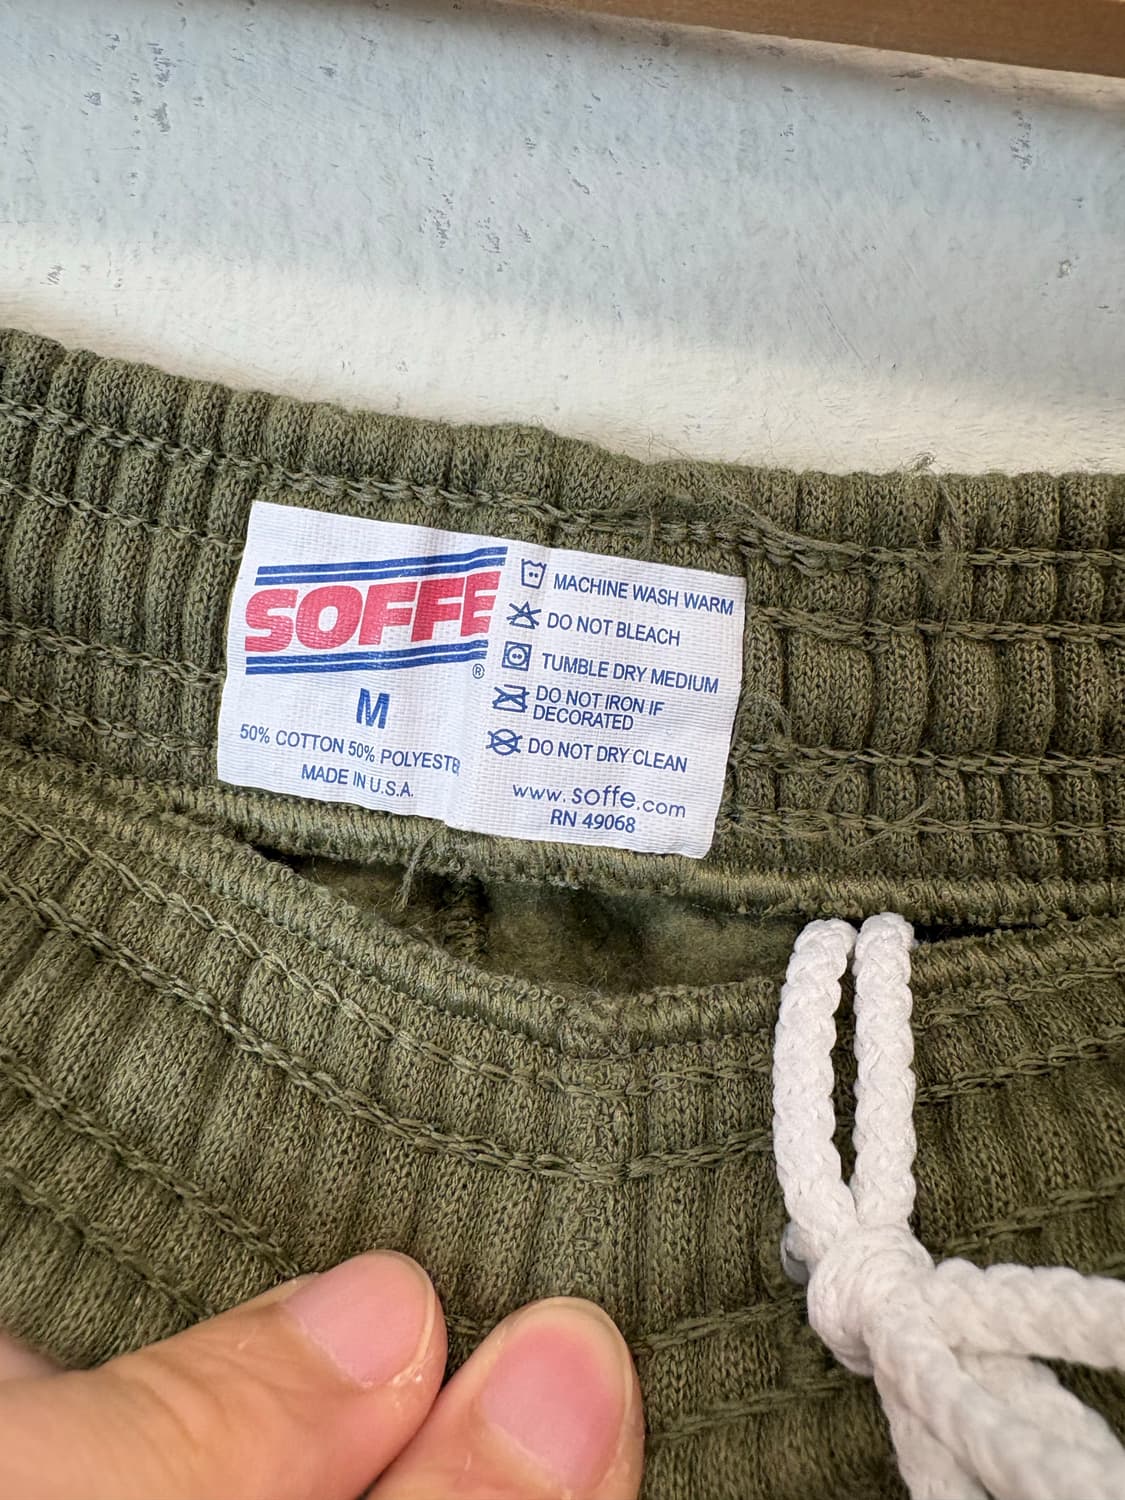 SOFFE
®
M
50% COTTON 50% POLYESTE
MADE IN U.S.A.
MACHINE WASH WARM
DO NOT BLEACH
TUMBLE DRY MEDIUM
DO NOT IRON IF
DECORATED
DO NOT DRY CLEAN
www.soffe.com
RN 49068